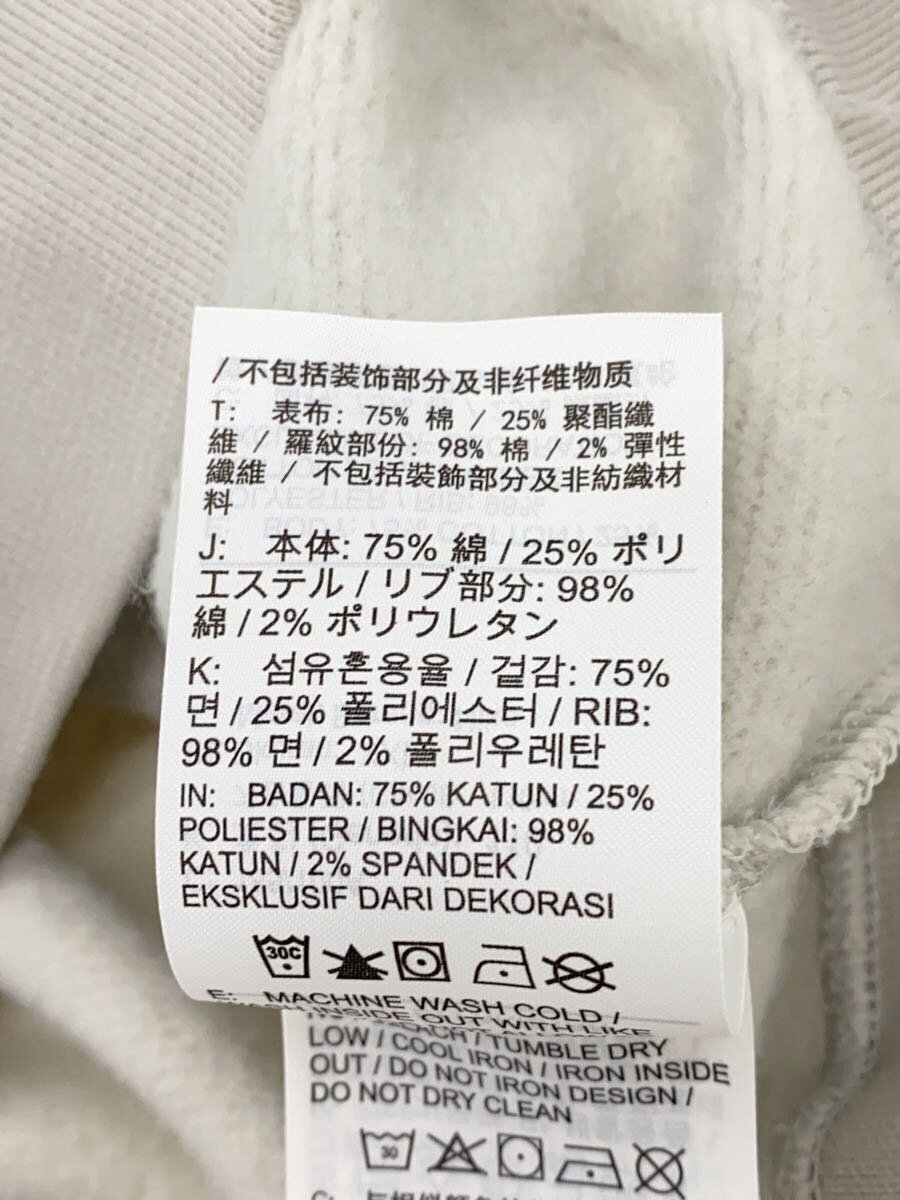 / 不包括装饰部分及非纤维物质
T: 表布: 75% 棉 / 25% 聚酯纖
維 / 羅紋部份: 98% 棉 / 2% 彈性
纖維 / 不包括裝飾部分及非紡織材
料
J: 本体: 75% 綿 / 25% ポリ
エステル / リブ部分: 98%
綿 / 2% ポリウレタン
K: 섬유혼용율 / 겉감: 75%
면 / 25% 폴리에스터 / RIB:
98% 면 / 2% 폴리우레탄
IN: BADAN: 75% KATUN / 25%
POLIESTER / BINGKAI: 98%
KATUN / 2% SPANDEK /
EKSKLUSIF DARI DEKORASI
30C
E: MACHINE WASH COLD /
WASH INSIDE OUT WITH LIKE
/ TUMBLE DRY
LOW / COOL IRON / IRON INSIDE
OUT / DO NOT IRON DESIGN /
DO NOT DRY CLEAN
30